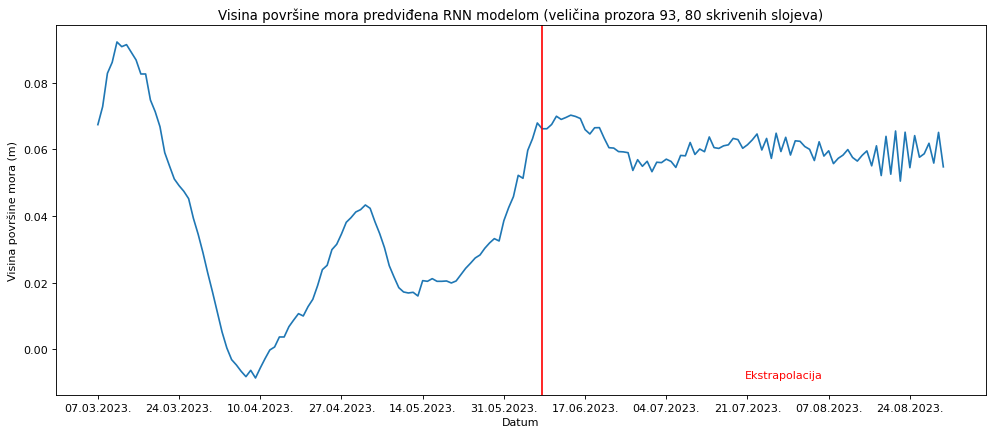 Visina površine mora predviđena RNN modelom (veličina prozora 93, 80 skrivenih slojeva)
Visina površine mora (m)
0.08
0.06
0.04
0.02
0.00
Ekstrapolacija
07.03.2023. 24.03.2023. 10.04.2023. 27.04.2023. 14.05.2023. 31.05.2023. 17.06.2023. 04.07.2023. 21.07.2023. 07.08.2023. 24.08.2023.
Datum